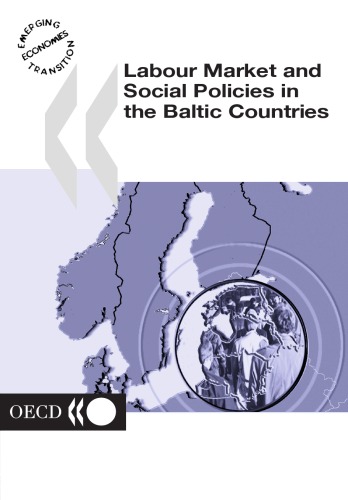 EMERGING
ECONOMIES
TRANSITION
Labour Market and
Social Policies in
the Baltic Countries
OECD